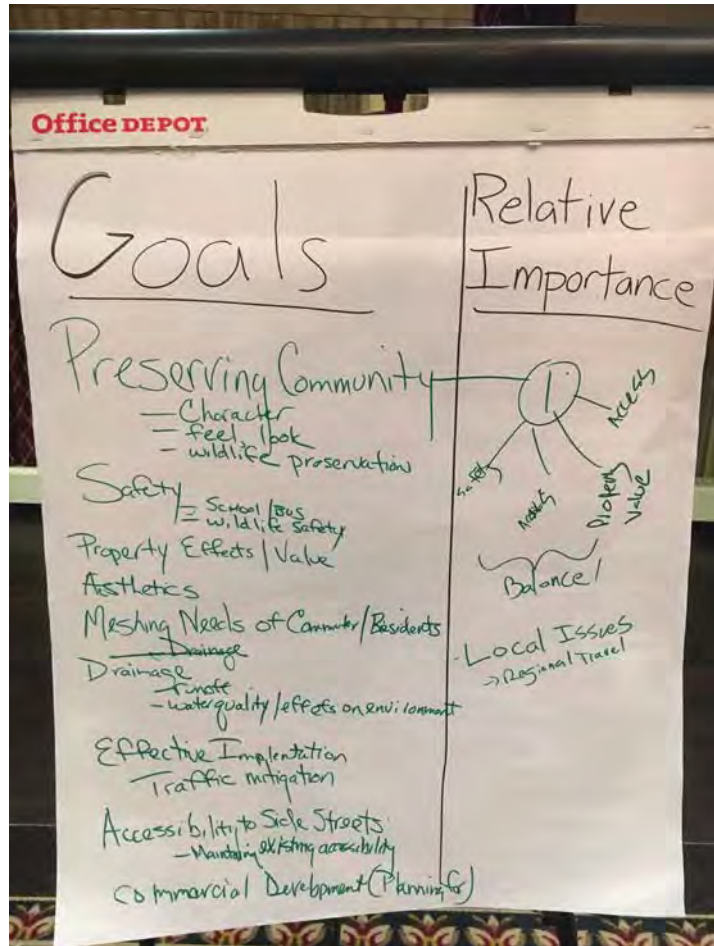 Office DEPOT
Goals
Preserving Community
— Character
— feel, look
- wildlife preservation
Safety
- School/Bus
- wildlife safety
Property Effects/Value
Aesthetics
Meshing Needs of Commuter/Residents
Drainage
Drainage
- runoff
- water quality/effects on environment
Effective Implentation
Traffic mitigation
Accessibility to Side Streets
- Maintaining existing accessibility
Commercial Development (Planning for)
Relative
Importance
1
Access
Safety
Property
Value
Balance
- Local Issues
-> Regional Travel